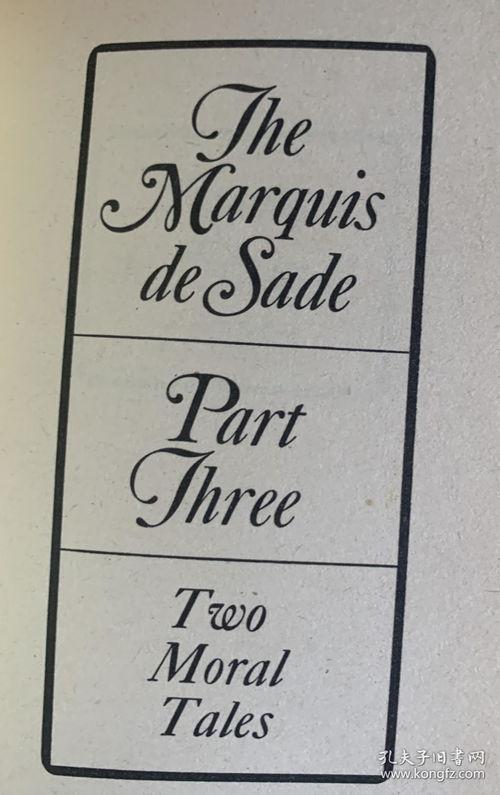 The
Marquis
de Sade
Part
Three
Two
Moral
Tales
孔夫子旧书网
www.kongfz.com